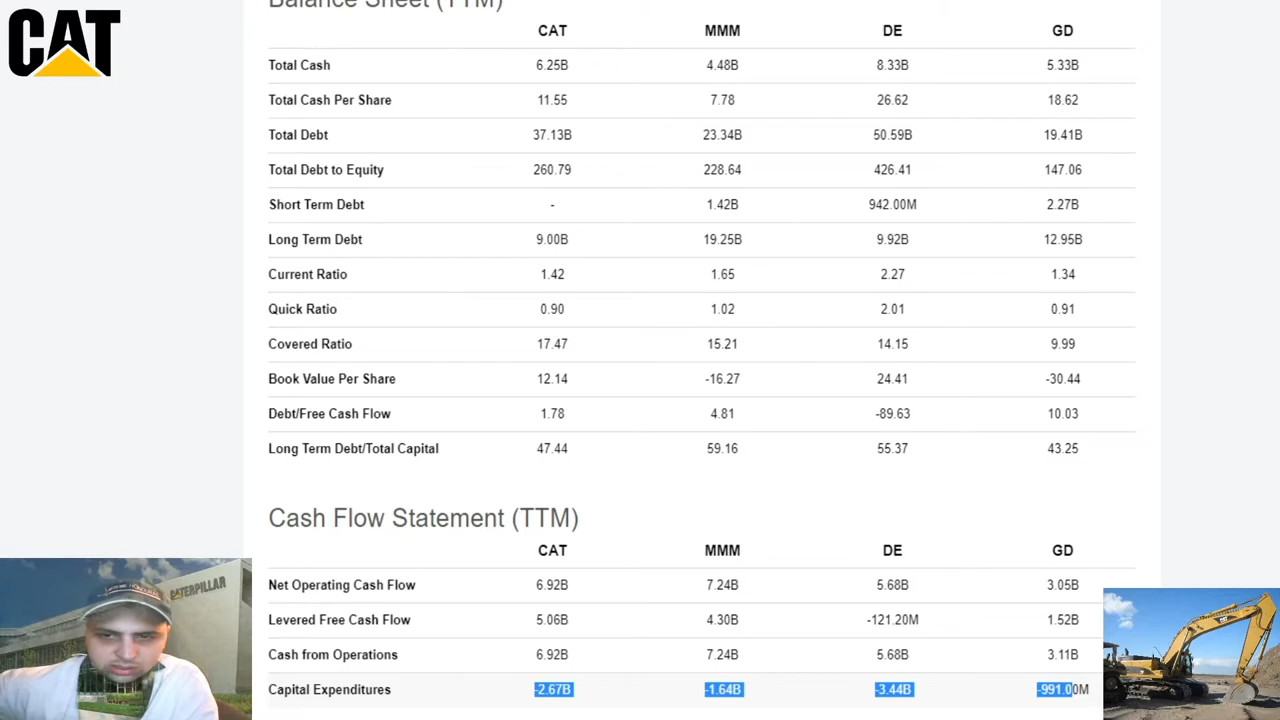 CAT
Balance Sheet (TTM)
CAT MMM DE GD
Total Cash 6.25B 4.48B 8.33B 5.33B
Total Cash Per Share 11.55 7.78 26.62 18.62
Total Debt 37.13B 23.34B 50.59B 19.41B
Total Debt to Equity 260.79 228.64 426.41 147.06
Short Term Debt - 1.42B 942.00M 2.27B
Long Term Debt 9.00B 19.25B 9.92B 12.95B
Current Ratio 1.42 1.65 2.27 1.34
Quick Ratio 0.90 1.02 2.01 0.91
Covered Ratio 17.47 15.21 14.15 9.99
Book Value Per Share 12.14 -16.27 24.41 -30.44
Debt/Free Cash Flow 1.78 4.81 -89.63 10.03
Long Term Debt/Total Capital 47.44 59.16 55.37 43.25
Cash Flow Statement (TTM)
CAT MMM DE GD
Net Operating Cash Flow 6.92B 7.24B 5.68B 3.05B
Levered Free Cash Flow 5.06B 4.30B -121.20M 1.52B
Cash from Operations 6.92B 7.24B 5.68B 3.11B
Capital Expenditures -2.67B -1.64B -3.44B -991.00M
CATERPILLAR